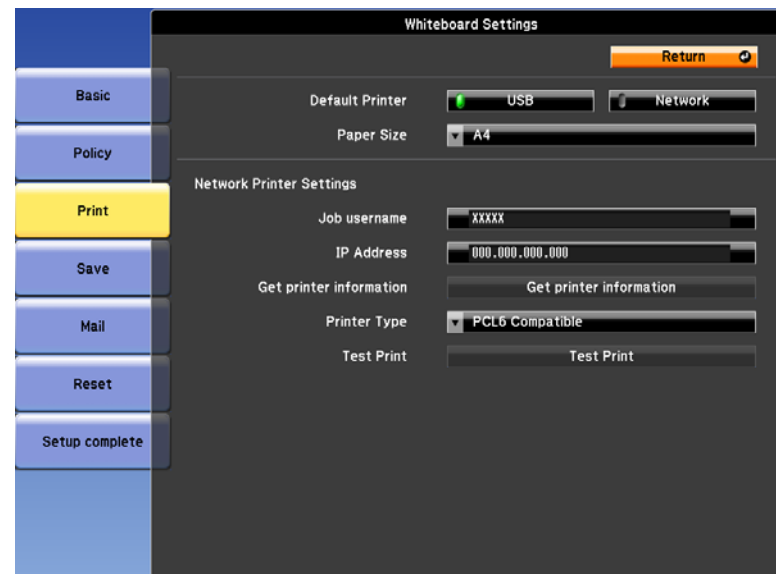 Whiteboard Settings
Return
Basic
Policy
Print
Save
Mail
Reset
Setup complete
Default Printer USB Network
Paper Size A4
Network Printer Settings
Job username XXXXX
IP Address 000.000.000.000
Get printer information Get printer information
Printer Type PCL6 Compatible
Test Print Test Print